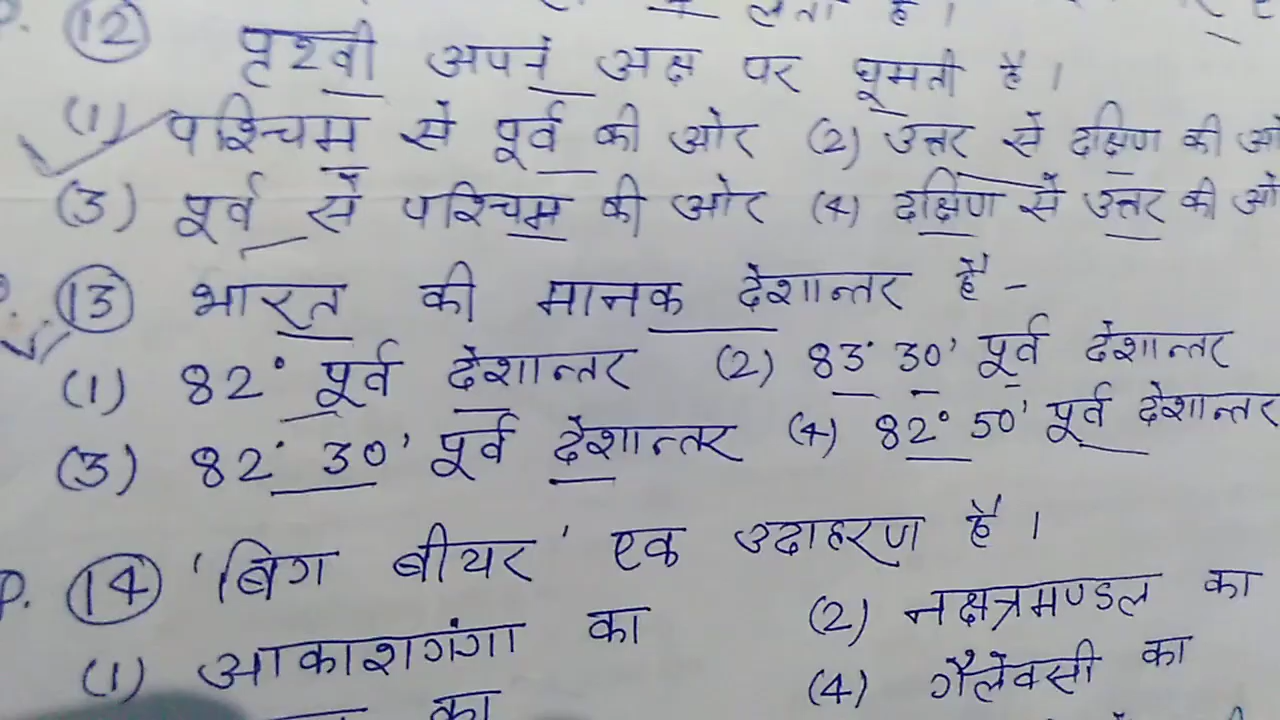 लेता है।
P. (12) पृथ्वी अपने अक्ष पर घूमती है।
(1) पश्चिम से पूर्व की ओर (2) उत्तर से दक्षिण की
(3) पूर्व से पश्चिम की ओर (4) दक्षिण से उत्तर की
(13) भारत की मानक देशान्तर है -
(1) 82° पूर्व देशान्तर (2) 83° 30' पूर्व देशान्तर
(3) 82° 30' पूर्व देशान्तर (4) 82° 50' पूर्व देशान्तर
P. (14) 'बिग बीयर' एक उदाहरण है।
(1) आकाशगंगा का (2) नक्षत्रमण्डल का
का (4) गैलेक्सी का